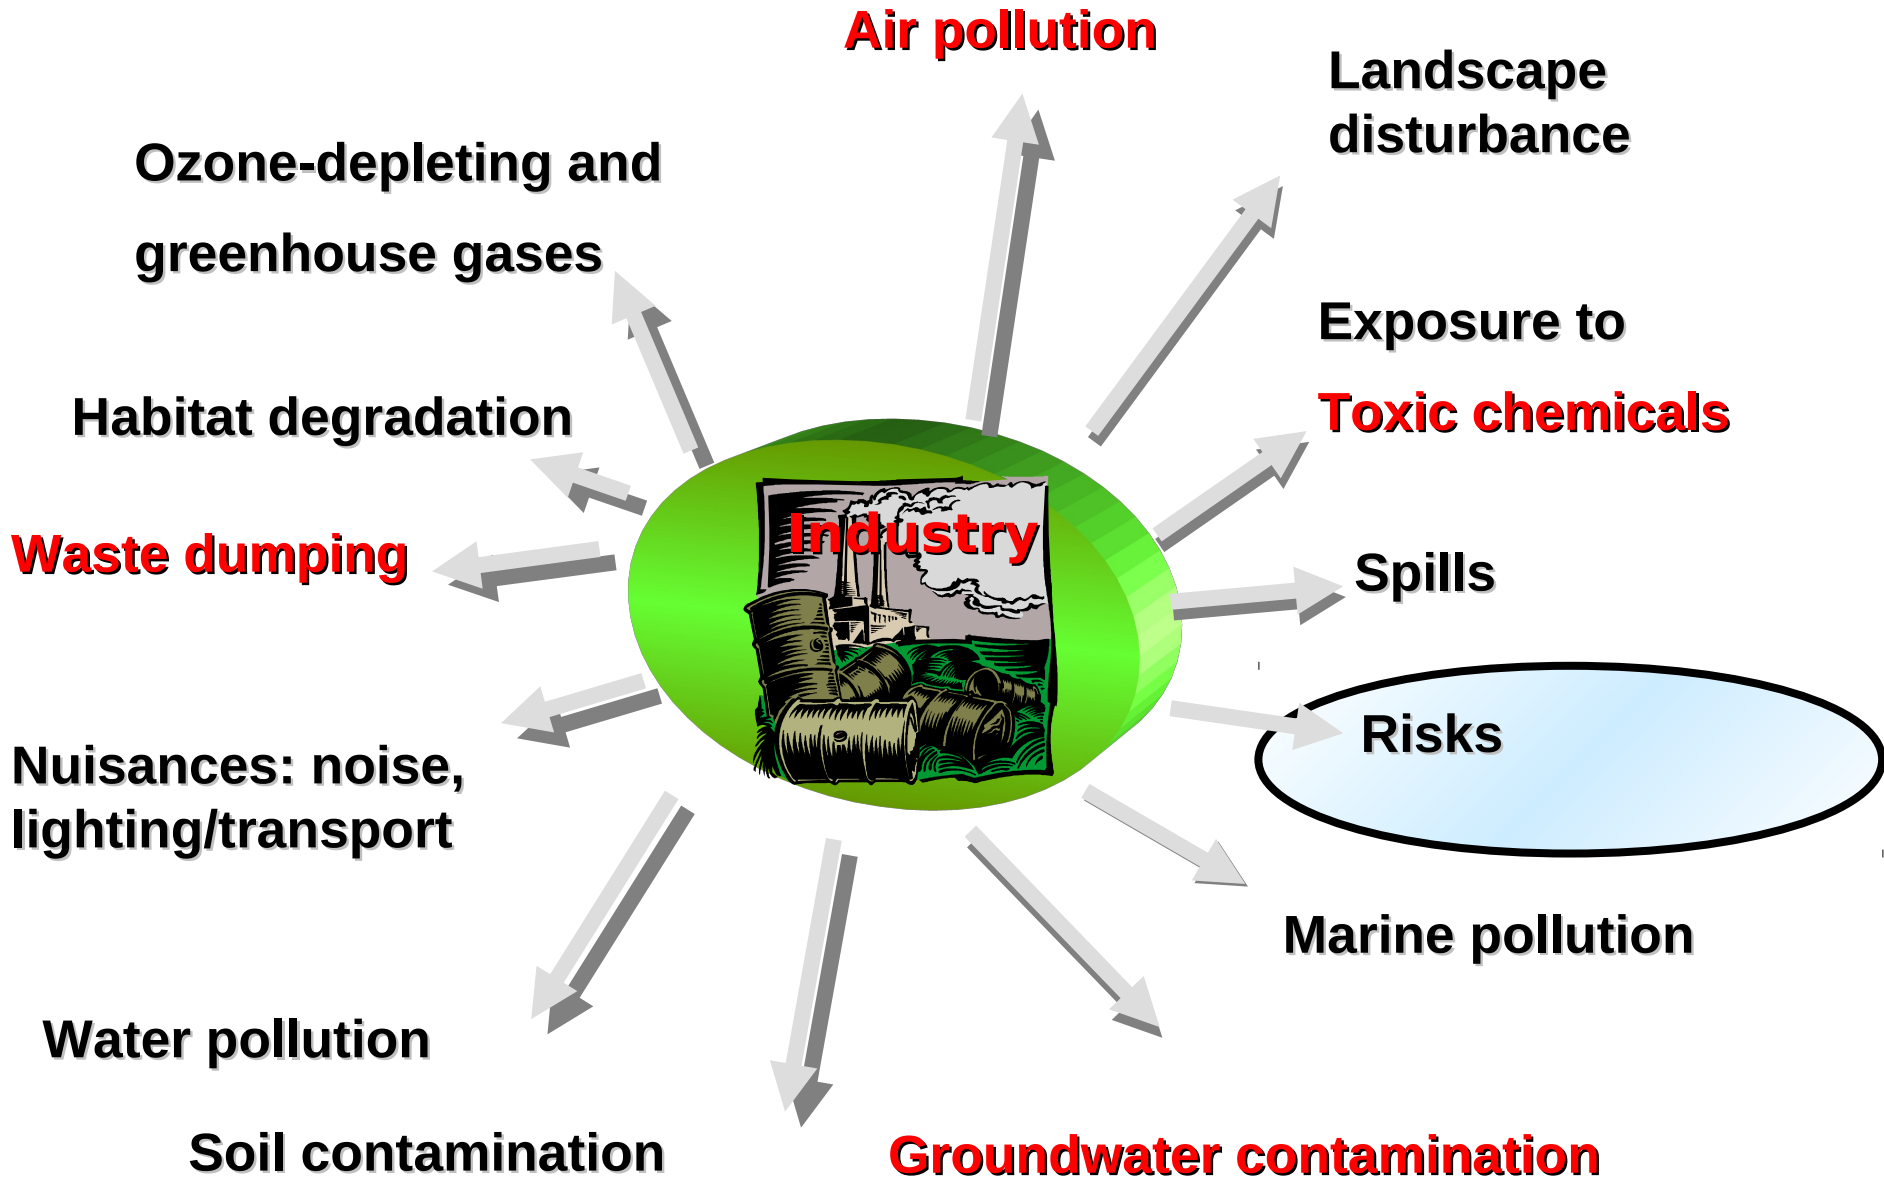 Air pollution
Landscape
disturbance
Ozone-depleting and
greenhouse gases
Exposure to
Toxic chemicals
Habitat degradation
Industry
Waste dumping
Spills
Risks
Nuisances: noise,
lighting/transport
Marine pollution
Water pollution
Soil contamination
Groundwater contamination